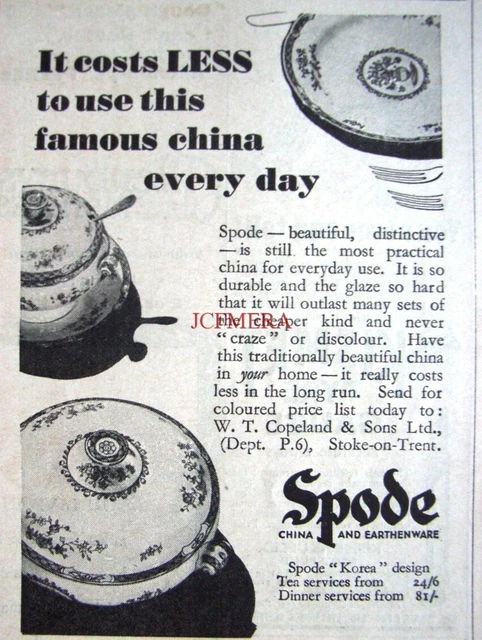 It costs LESS
to use this
famous china
every day
Spode — beautiful, distinctive
— is still the most practical
china for everyday use. It is so
durable and the glaze so hard
that it will outlast many sets of
the cheaper kind and never
“craze” or discolour. Have
this traditionally beautiful china
in your home — it really costs
less in the long run. Send for
coloured price list today to:
W. T. Copeland & Sons Ltd.,
(Dept. P.6), Stoke-on-Trent.
JCFMERA
Spode
CHINA AND EARTHENWARE
Spode “Korea” design
Tea services from 24/6
Dinner services from 81/-